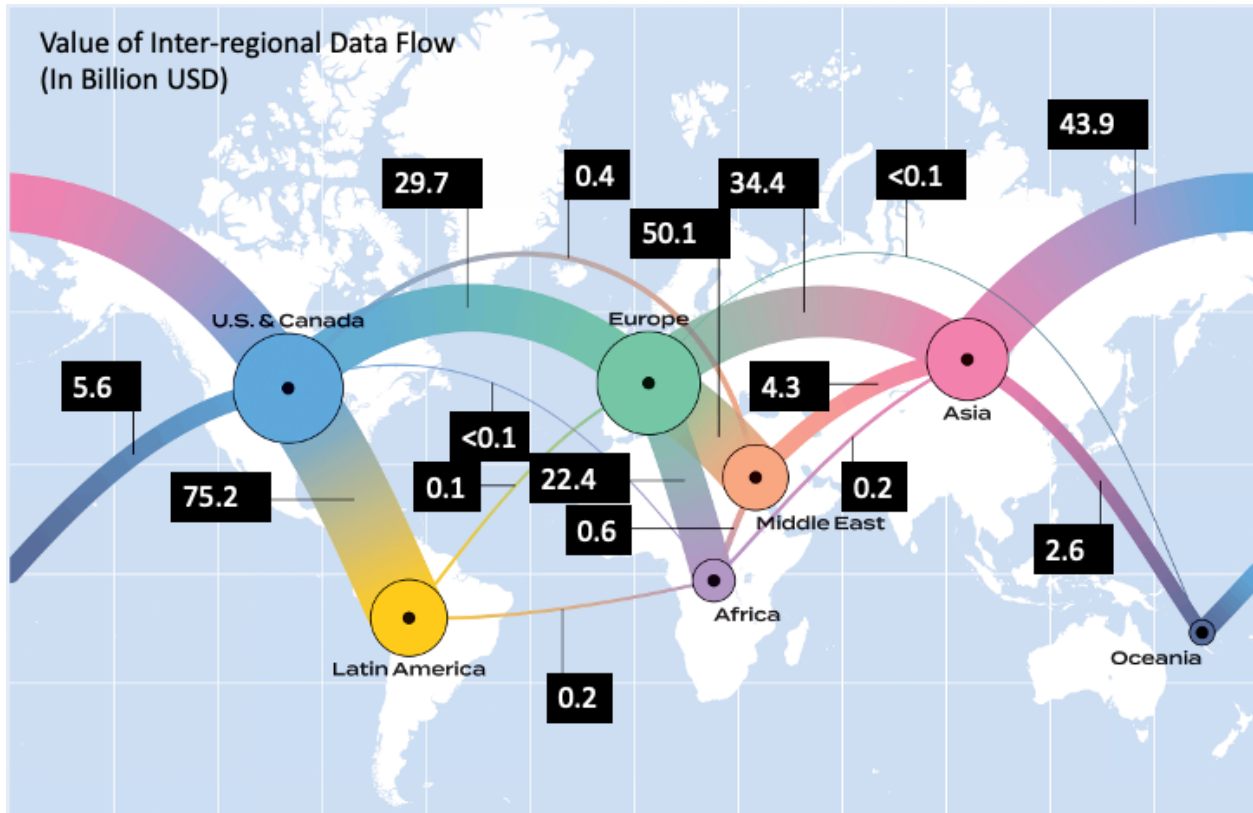 Value of Inter-regional Data Flow
(In Billion USD)
43.9
29.7
0.4
34.4
<0.1
50.1
U.S. & Canada
Europe
5.6
4.3
Asia
<0.1
75.2
0.1
22.4
0.2
0.6
Middle East
2.6
Africa
Latin America
Oceania
0.2